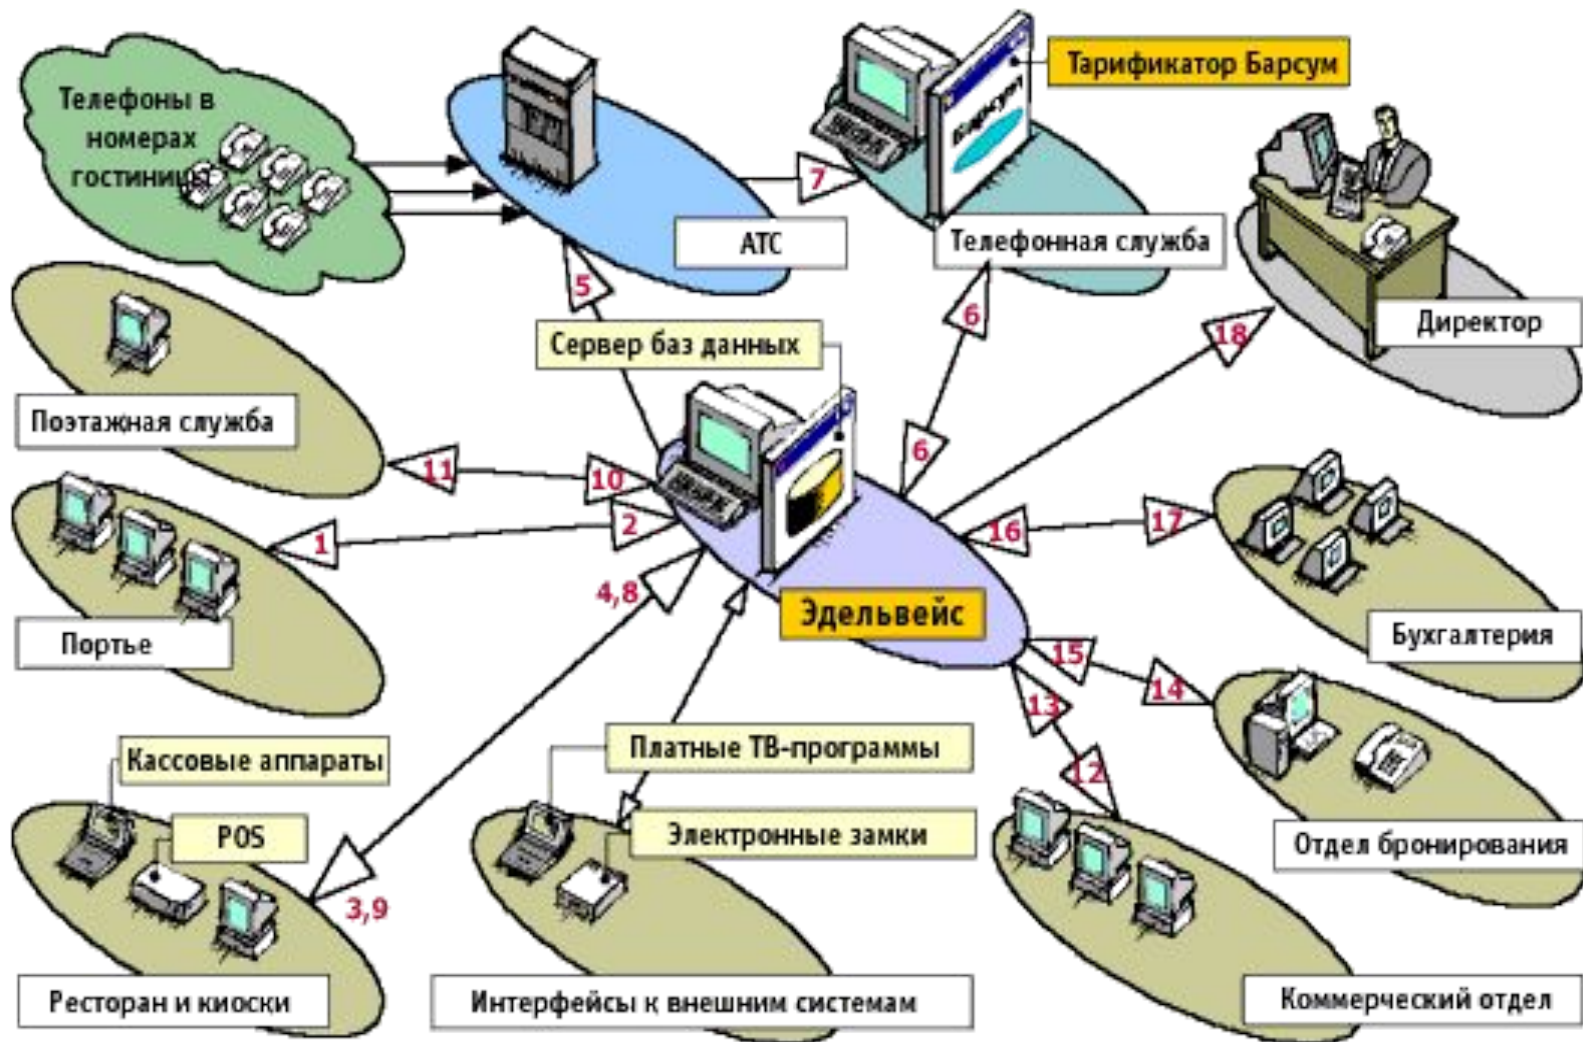 Телефоны в
номерах
гостиницы
Тарификатор Барсум
Барсум
7
АТС
Телефонная служба
5
6
18
Директор
Сервер баз данных
Поэтажная служба
6
11
10
2
1
16
17
4,8
Эдельвейс
Портье
Бухгалтерия
15
14
13
12
Кассовые аппараты
Платные ТВ-программы
POS
Электронные замки
Отдел бронирования
3,9
Ресторан и киоски
Интерфейсы к внешним системам
Коммерческий отдел